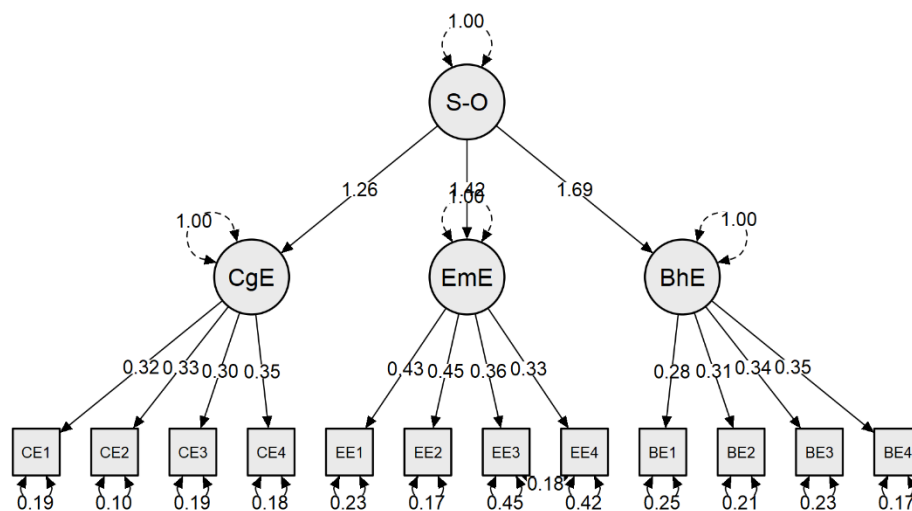 1.00
S-O
1.26 1.42 1.69
1.00 1.00 1.00
CgE EmE BhE
0.32 0.33 0.30 0.35 0.43 0.45 0.36 0.33 0.28 0.31 0.34 0.35
CE1 CE2 CE3 CE4 EE1 EE2 EE3 EE4 BE1 BE2 BE3 BE4
0.18
0.19 0.10 0.19 0.18 0.23 0.17 0.45 0.42 0.25 0.21 0.23 0.17